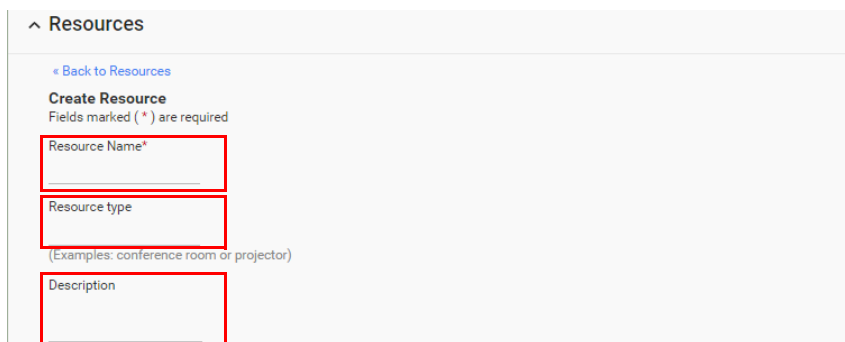 Resources
« Back to Resources
Create Resource
Fields marked ( * ) are required
Resource Name*
Resource type
(Examples: conference room or projector)
Description